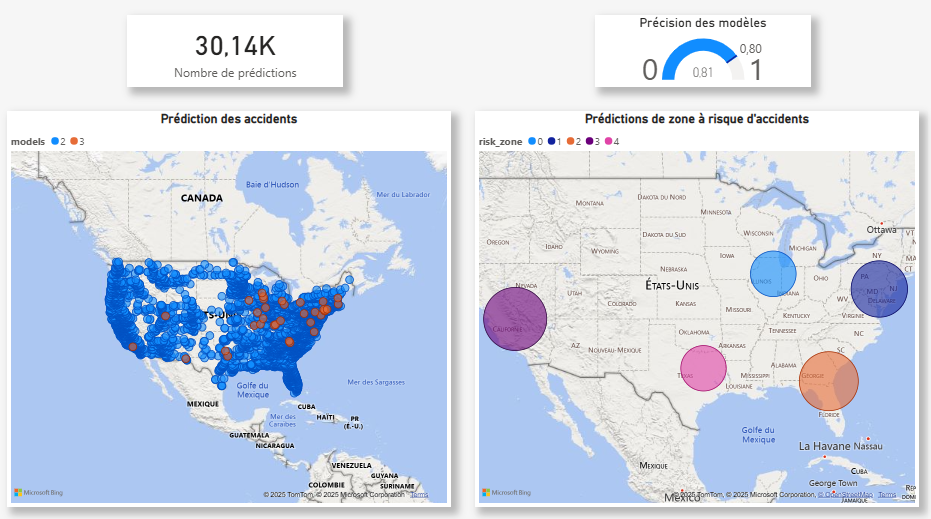 30,14K
Nombre de prédictions
Précision des modèles
0,80
0
0.81
1
Prédiction des accidents
models 2 3
CANADA
Baie d'Hudson
Mer du Labrador
Golfe du
Mexique
Mer des Sargasses
MEXIQUE
CUBA
HAÏTI
PR
(É.-U.)
Mer des
Caraïbes
GUATEMALA
NICARAGUA
VENEZUELA
GUYANA
COLOMBIE
SURINAME
Microsoft Bing
© 2025 TomTom, © 2025 Microsoft Corporation, Terms
Prédictions de zone à risque d'accidents
risk_zone 0 1 2 3 4
MONTANA
DAKOTA DU NORD
MINNESOTA
Ottawa
VT
OREGON
IDAHO
WYOMING
DAKOTA DU SUD
WISCONSIN
MICHIGAN
NY
MA
CT
NEBRASKA
IOWA
NEVADA
UTAH
ÉTATS-UNIS
ILLINOIS
OHIO
PA
NJ
MD
DELAWARE
COLORADO
KANSAS
MISSOURI
WV
VIRGINIE
KENTUCKY
CALIFORNIE
TENNESSEE
NC
AZ
NOUVEAU-MEXIQUE
OKLAHOMA
ARKANSAS
SC
TEXAS
MISSISSIPPI
ALABAMA
GEORGIE
LOUISIANE
FLORIDE
Golfe du
Mexique
La Havane
Nassau
MEXIQUE
CUBA
George Town
Mexico
JAMAÏQUE
Microsoft Bing
© 2025 TomTom, © 2025 Microsoft Corporation, © OpenStreetMap Terms